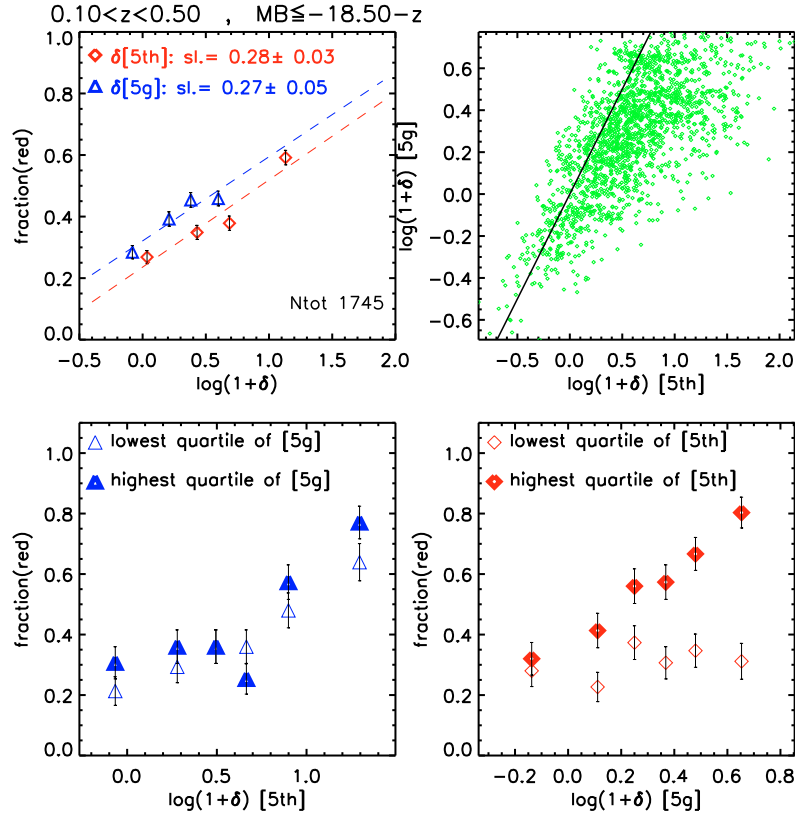 0.10<z<0.50 , MB≦−18.50−z
δ[5th]: sl.= 0.28± 0.03
δ[5g]: sl.= 0.27± 0.05
Ntot 1745
fraction(red)
1.0
0.8
0.6
0.4
0.2
0.0
−0.5 0.0 0.5 1.0 1.5 2.0
log(1+δ)
log(1+δ) [5g]
0.6
0.4
0.2
0.0
−0.2
−0.4
−0.6
−0.5 0.0 0.5 1.0 1.5 2.0
log(1+δ) [5th]
lowest quartile of [5g]
highest quartile of [5g]
fraction(red)
1.0
0.8
0.6
0.4
0.2
0.0
0.0 0.5 1.0 1.5
log(1+δ) [5th]
lowest quartile of [5th]
highest quartile of [5th]
fraction(red)
1.0
0.8
0.6
0.4
0.2
0.0
−0.2 0.0 0.2 0.4 0.6 0.8
log(1+δ) [5g]